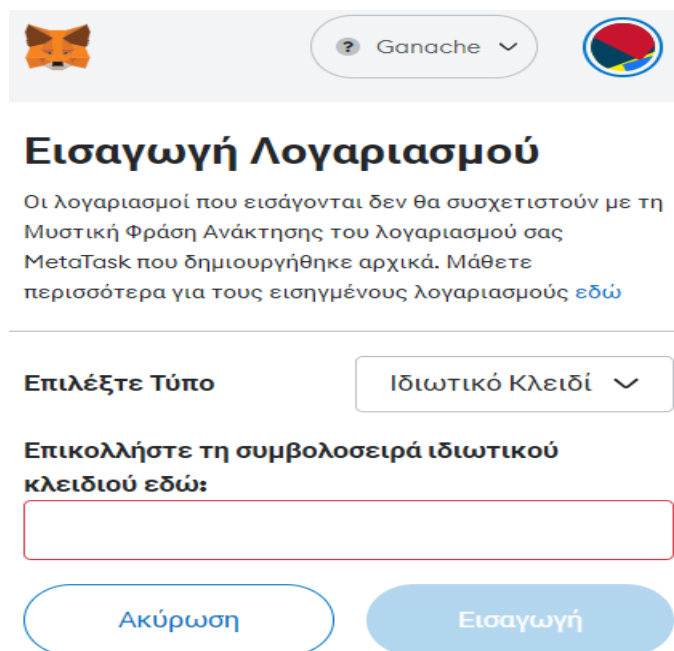 ? Ganache
Εισαγωγή Λογαριασμού
Οι λογαριασμοί που εισάγονται δεν θα συσχετιστούν με τη
Μυστική Φράση Ανάκτησης του λογαριασμού σας
MetaTask που δημιουργήθηκε αρχικά. Μάθετε
περισσότερα για τους εισηγμένους λογαριασμούς εδώ
Επιλέξτε Τύπο Ιδιωτικό Κλειδί
Επικολλήστε τη συμβολοσειρά ιδιωτικού
κλειδιού εδώ:
Ακύρωση Εισαγωγή